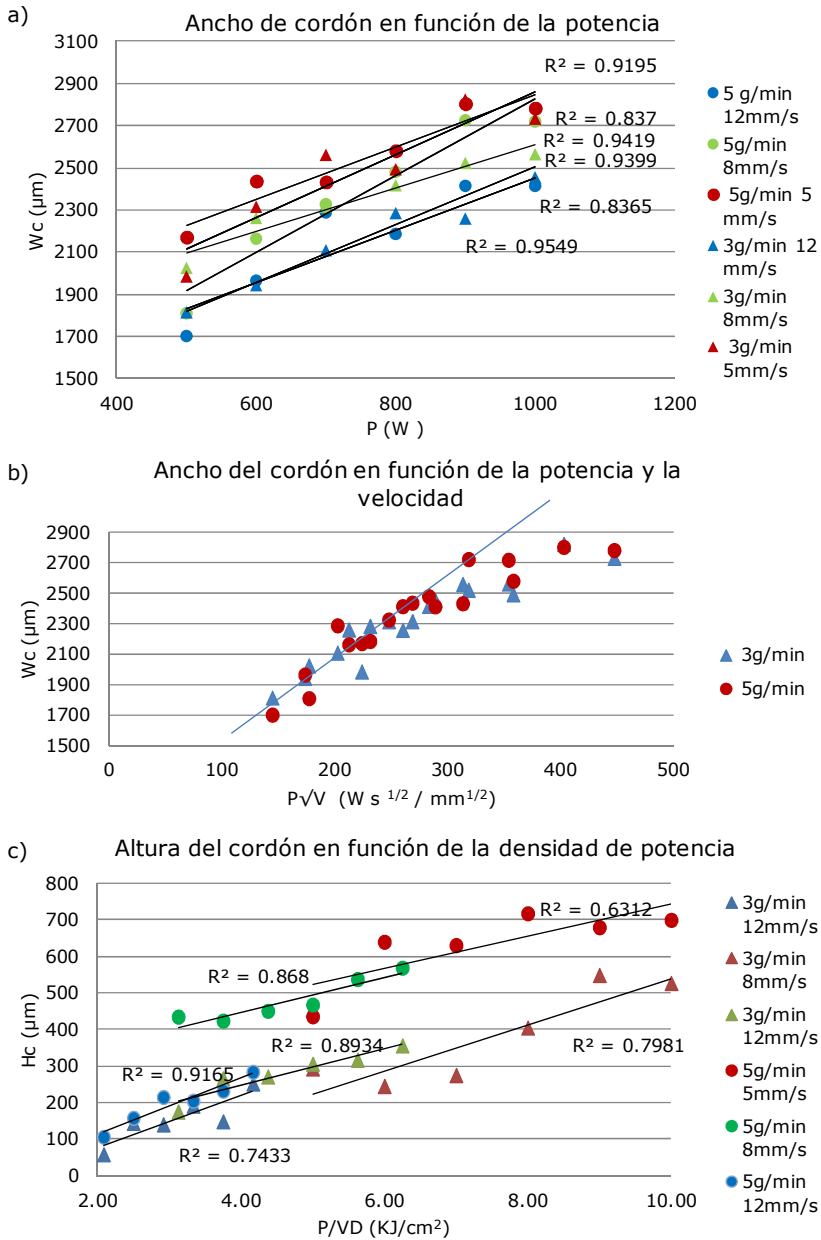 a)
Ancho de cordón en función de la potencia
3100
2900
2700
2500
2300
2100
1900
1700
1500
Wc (µm)
400
600
800
1000
1200
P (W )
R² = 0.9195
R² = 0.837
R² = 0.9419
R² = 0.9399
R² = 0.8365
R² = 0.9549
5 g/min
12mm/s
5g/min
8mm/s
5g/min 5
mm/s
3g/min 12
mm/s
3g/min
8mm/s
3g/min
5mm/s
b)
Ancho del cordón en función de la potencia y la
velocidad
2900
2700
2500
2300
2100
1900
1700
1500
Wc (µm)
0
100
200
300
400
500
P√V (W s 1/2 / mm1/2)
3g/min
5g/min
c)
Altura del cordón en función de la densidad de potencia
800
700
600
500
400
300
200
100
0
Hc (µm)
2.00
4.00
6.00
8.00
10.00
P/VD (KJ/cm²)
R² = 0.6312
R² = 0.868
R² = 0.8934
R² = 0.7981
R² = 0.9165
R² = 0.7433
3g/min
12mm/s
3g/min
8mm/s
3g/min
12mm/s
5g/min
5mm/s
5g/min
8mm/s
5g/min
12mm/s